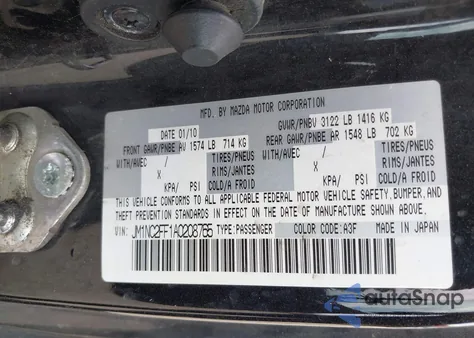 MFD. BY MAZDA MOTOR CORPORATION
DATE 01/10 GVWR/PNBV 3122 LB 1416 KG
FRONT GAWR/PNBE AV 1574 LB 714 KG REAR GAWR/PNBE AR 1548 LB 702 KG
WITH/AVEC / TIRES/PNEUS WITH/AVEC / TIRES/PNEUS
X RIMS/JANTES X RIMS/JANTES
KPA/ PSI COLD/A FROID KPA/ PSI COLD/A FROID
THIS VEHICLE CONFORMS TO ALL APPLICABLE FEDERAL MOTOR VEHICLE SAFETY, BUMPER, AND
THEFT PREVENTION STANDARDS IN EFFECT ON THE DATE OF MANUFACTURE SHOWN ABOVE.
VIN: JM1NC2FF1A0208765 TYPE:PASSENGER COLOR CODE: A3F MADE IN JAPAN
autaSnap